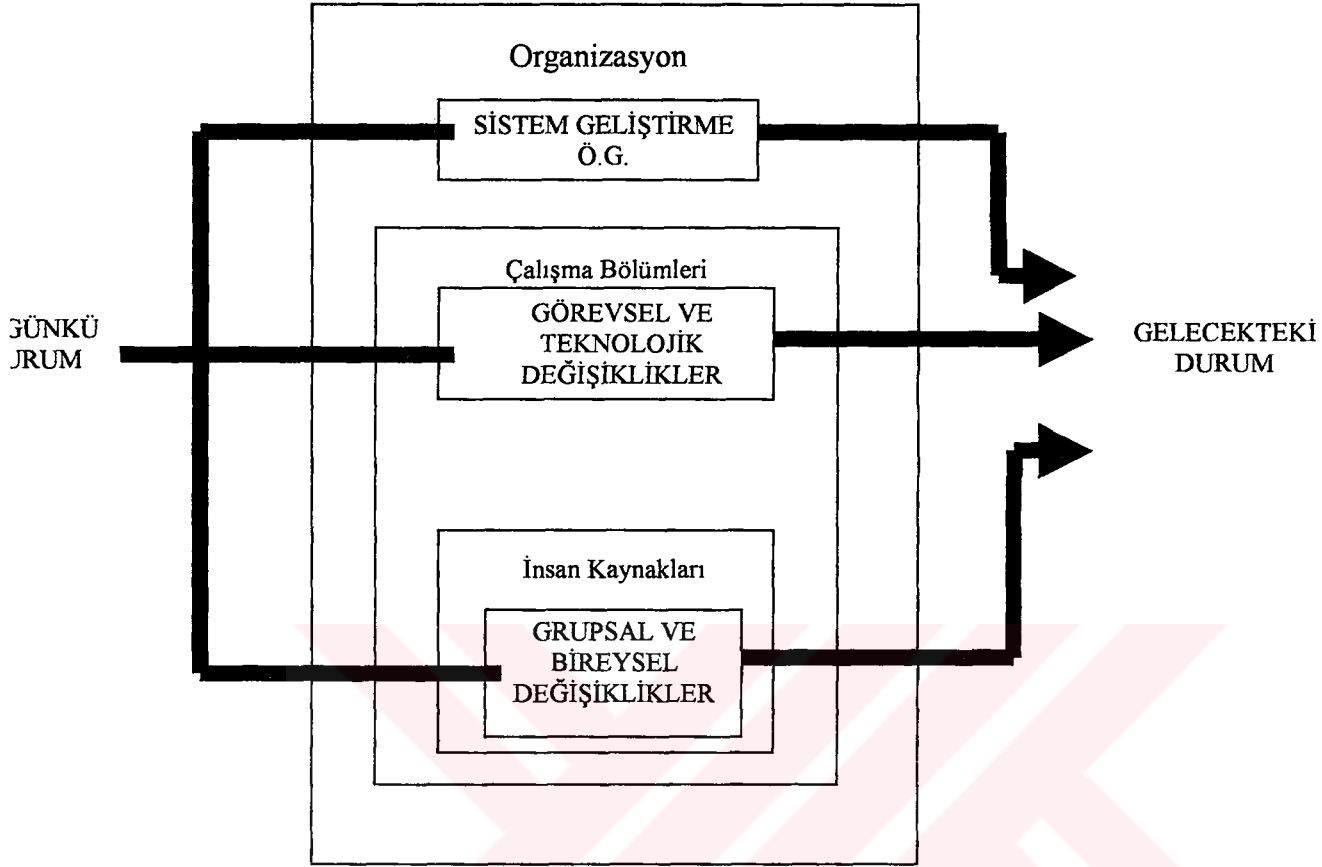 Organizasyon
SİSTEM GELİŞTİRME
Ö.G.
Çalışma Bölümleri
GÖREVSEL VE
TEKNOLOJİK
DEĞİŞİKLİKLER
GELECEKTEKİ
DURUM
İnsan Kaynakları
GRUPSAL VE
BİREYSEL
DEĞİŞİKLİKLER